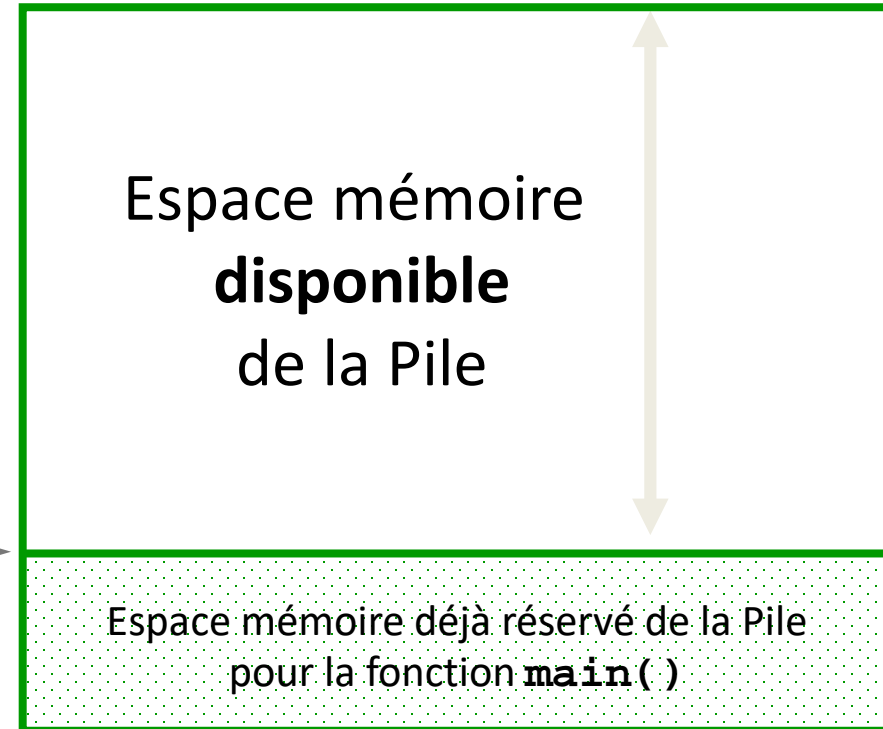 Espace mémoire
disponible
de la Pile
Espace mémoire déjà réservé de la Pile
pour la fonction main()